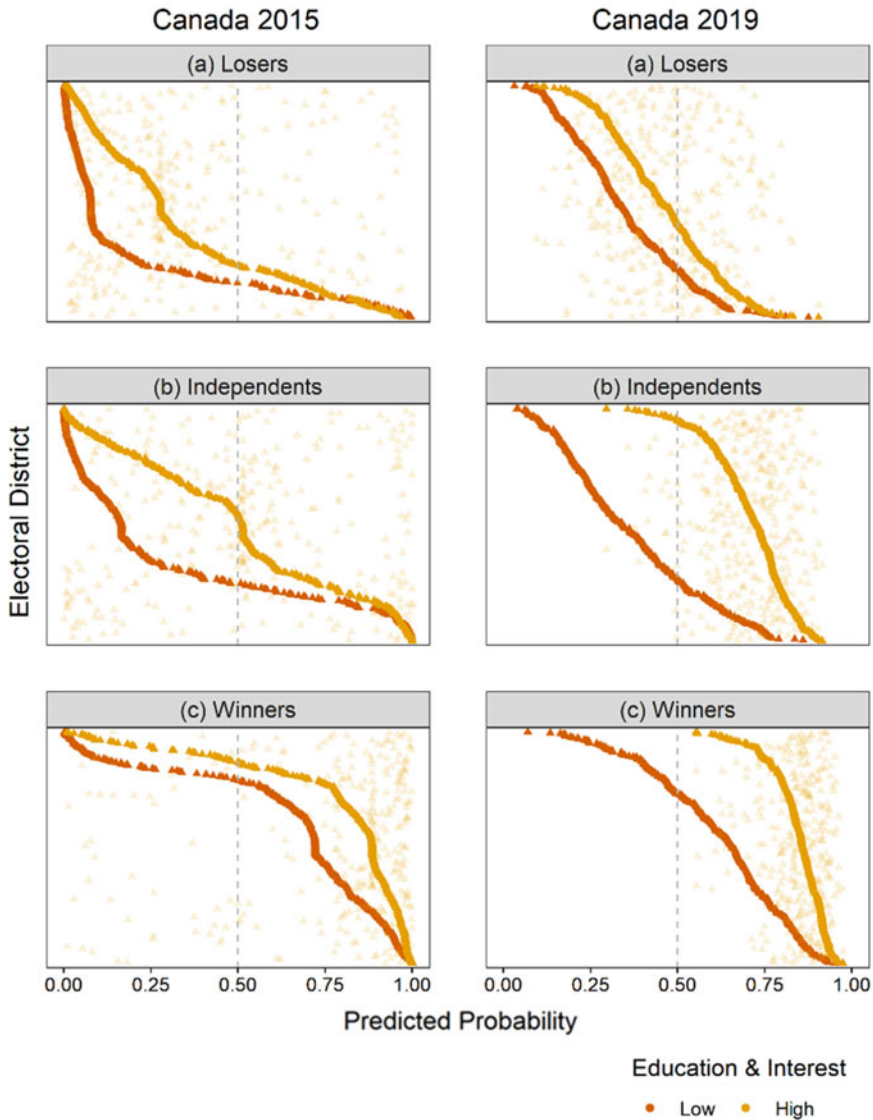 Canada 2015
Canada 2019
(a) Losers
(a) Losers
(b) Independents
(b) Independents
(c) Winners
(c) Winners
Electoral District
0.00 0.25 0.50 0.75 1.00
0.00 0.25 0.50 0.75 1.00
Predicted Probability
Education & Interest
Low High